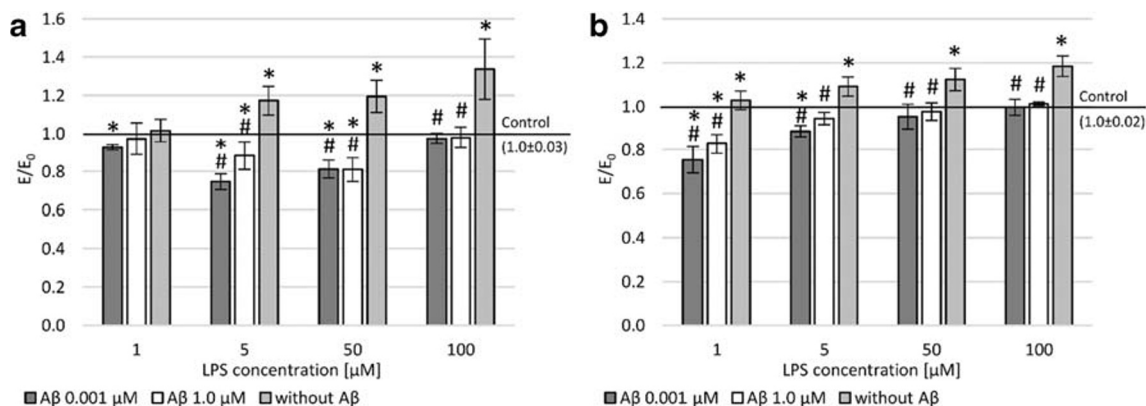 a
1.6
1.4
1.2
1.0
0.8
0.6
0.4
0.2
0.0
E/E₀
* * * * * * * * *
# # # # # #
Control
(1.0±0.03)
1 5 50 100
LPS concentration [µM]
Aβ 0.001 µM Aβ 1.0 µM without Aβ
b
1.4
1.2
1.0
0.8
0.6
0.4
0.2
0.0
E/E₀
* * * * * * *
# # # # # # # #
Control
(1.0±0.02)
1 5 50 100
LPS concentration [µM]
Aβ 0.001 µM Aβ 1.0 µM without Aβ